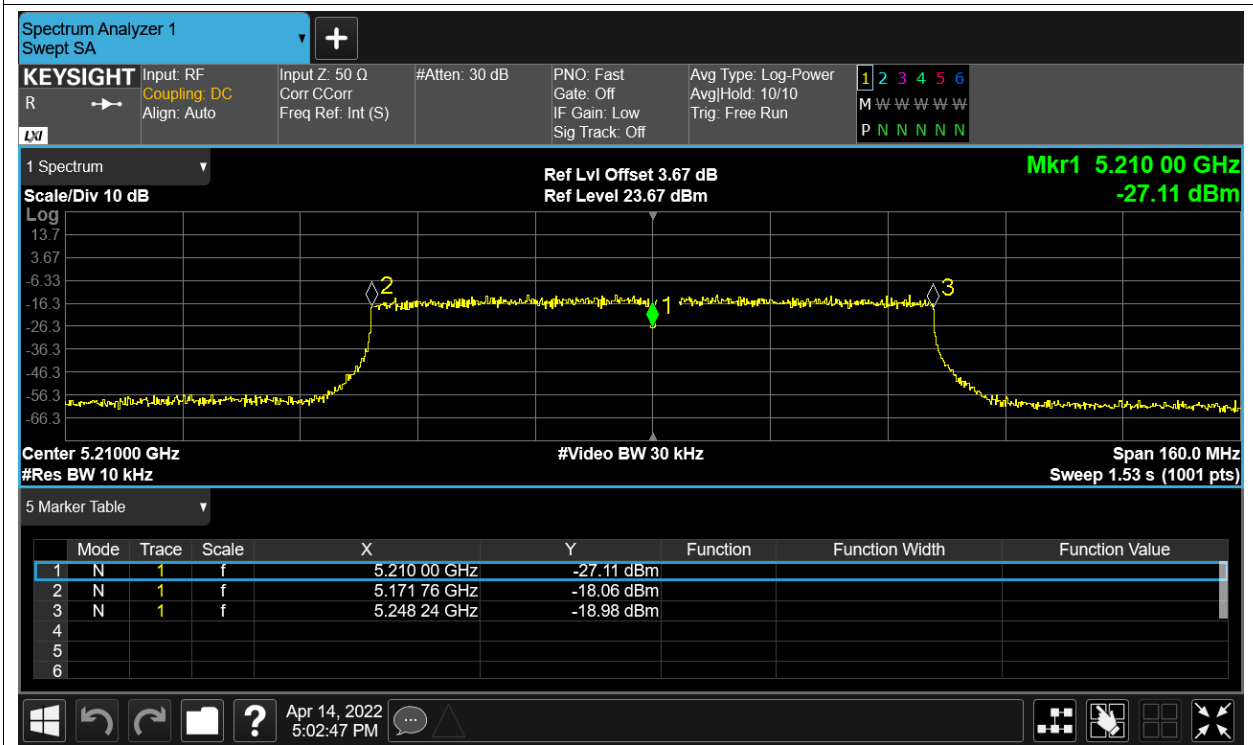 Spectrum Analyzer 1
Swept SA
+
KEYSIGHT
R
LXI
Input: RF
Coupling: DC
Align: Auto
Input Z: 50 Ω
Corr CCorr
Freq Ref: Int (S)
#Atten: 30 dB
PNO: Fast
Gate: Off
IF Gain: Low
Sig Track: Off
Avg Type: Log-Power
Avg|Hold: 10/10
Trig: Free Run
1 2 3 4 5 6
M W W W W W
P N N N N N
1 Spectrum
Scale/Div 10 dB
Ref Lvl Offset 3.67 dB
Ref Level 23.67 dBm
Mkr1 5.210 00 GHz
-27.11 dBm
Log
13.7
3.67
-6.33
-16.3
-26.3
-36.3
-46.3
-56.3
-66.3
2
1
3
Center 5.21000 GHz
#Res BW 10 kHz
#Video BW 30 kHz
Span 160.0 MHz
Sweep 1.53 s (1001 pts)
5 Marker Table
Mode Trace Scale X Y Function Function Width Function Value
1 N 1 f 5.210 00 GHz -27.11 dBm
2 N 1 f 5.171 76 GHz -18.06 dBm
3 N 1 f 5.248 24 GHz -18.98 dBm
4
5
6
?
Apr 14, 2022
5:02:47 PM